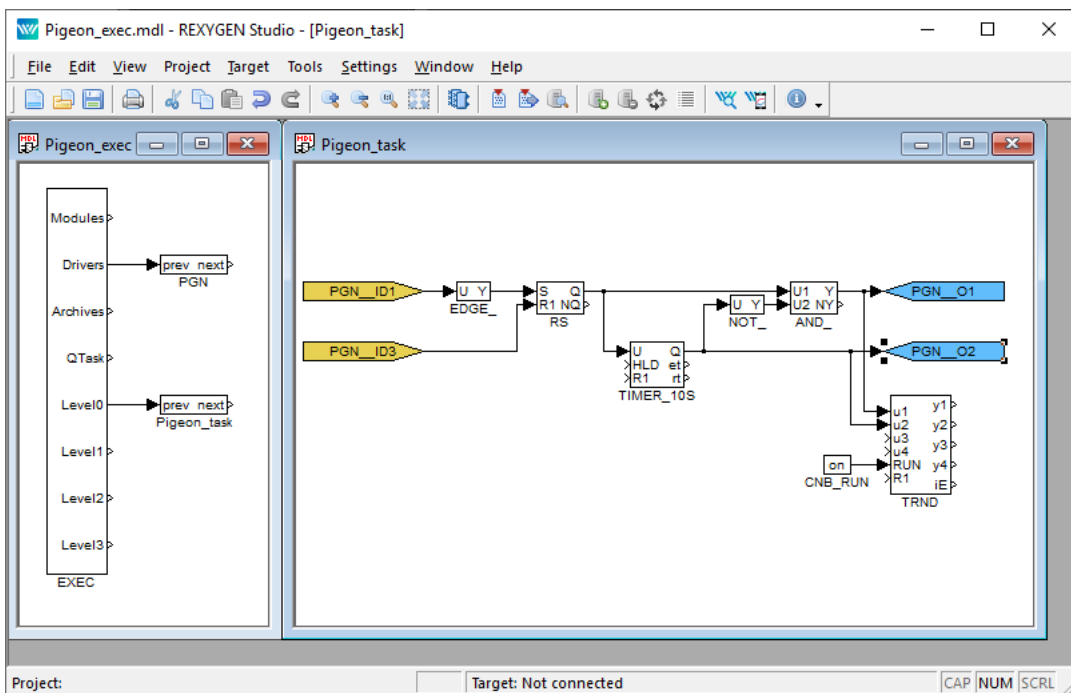 Pigeon_exec.mdl - REXYGEN Studio - [Pigeon_task]
File Edit View Project Target Tools Settings Window Help
MDL Pigeon_exec
Modules
Drivers
prev next
PGN
Archives
QTask
Level0
prev next
Pigeon_task
Level1
Level2
Level3
EXEC
MDL Pigeon_task
PGN__ID1
U Y
EDGE_
S Q
R1 NQ
RS
U1 Y
U2 NY
AND_
PGN__O1
U Y
NOT_
PGN__ID3
U Q
HLD et
R1 rt
TIMER_10S
PGN__O2
u1 y1
u2 y2
u3 y3
u4
RUN y4
R1 iE
TRND
on
CNB_RUN
Project:
Target: Not connected
CAP NUM SCRL